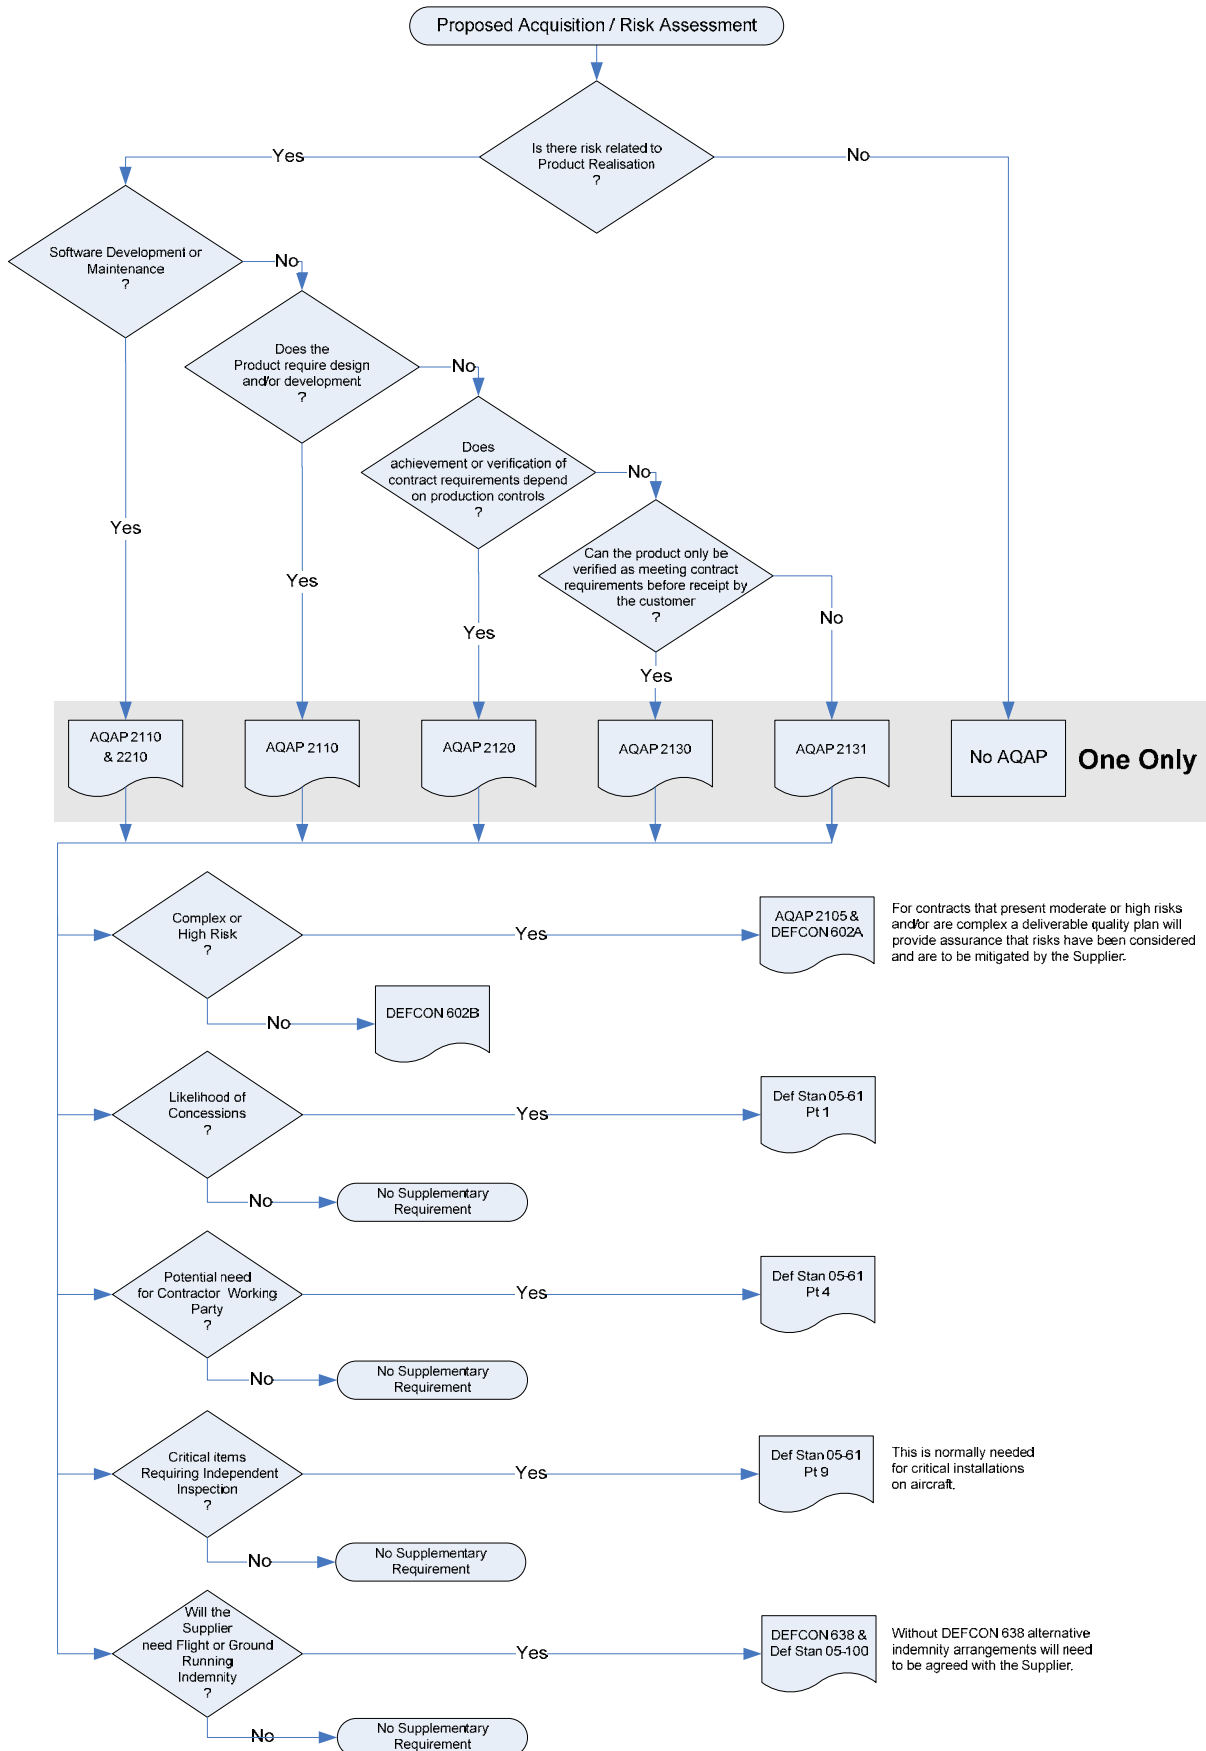 Proposed Acquisition / Risk Assessment
Is there risk related to
Product Realisation
?
Yes
No
Software Development or
Maintenance
?
No
Does the
Product require design
and/or development
?
No
Does
achievement or verification of
contract requirements depend
on production controls
?
No
Can the product only be
verified as meeting contract
requirements before receipt by
the customer
?
Yes
Yes
Yes
Yes
No
AQAP 2110
& 2210
AQAP 2110
AQAP 2120
AQAP 2130
AQAP 2131
No AQAP
One Only
Complex or
High Risk
?
Yes
AQAP 2105 &
DEFCON 602A
For contracts that present moderate or high risks
and/or are complex a deliverable quality plan will
provide assurance that risks have been considered
and are to be mitigated by the Supplier.
No
DEFCON 602B
Likelihood of
Concessions
?
Yes
Def Stan 05-61
Pt 1
No
No Supplementary
Requirement
Potential need
for Contractor Working
Party
?
Yes
Def Stan 05-61
Pt 4
No
No Supplementary
Requirement
Critical items
Requiring Independent
Inspection
?
Yes
Def Stan 05-61
Pt 9
This is normally needed
for critical installations
on aircraft.
No
No Supplementary
Requirement
Will the
Supplier
need Flight or Ground
Running
Indemnity
?
Yes
DEFCON 638 &
Def Stan 05-100
Without DEFCON 638 alternative
indemnity arrangements will need
to be agreed with the Supplier.
No
No Supplementary
Requirement